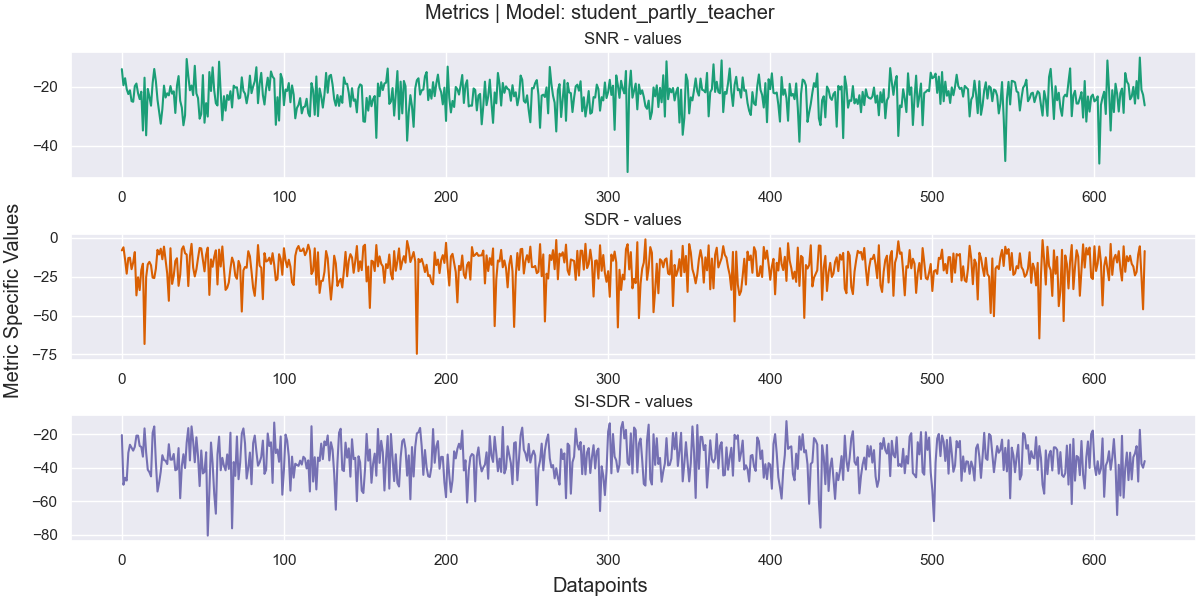 Metrics | Model: student_partly_teacher
SNR - values
−20
−40
0 100 200 300 400 500 600
SDR - values
0
−25
−50
−75
0 100 200 300 400 500 600
SI-SDR - values
−20
−40
−60
−80
0 100 200 300 400 500 600
Metric Specific Values
Datapoints